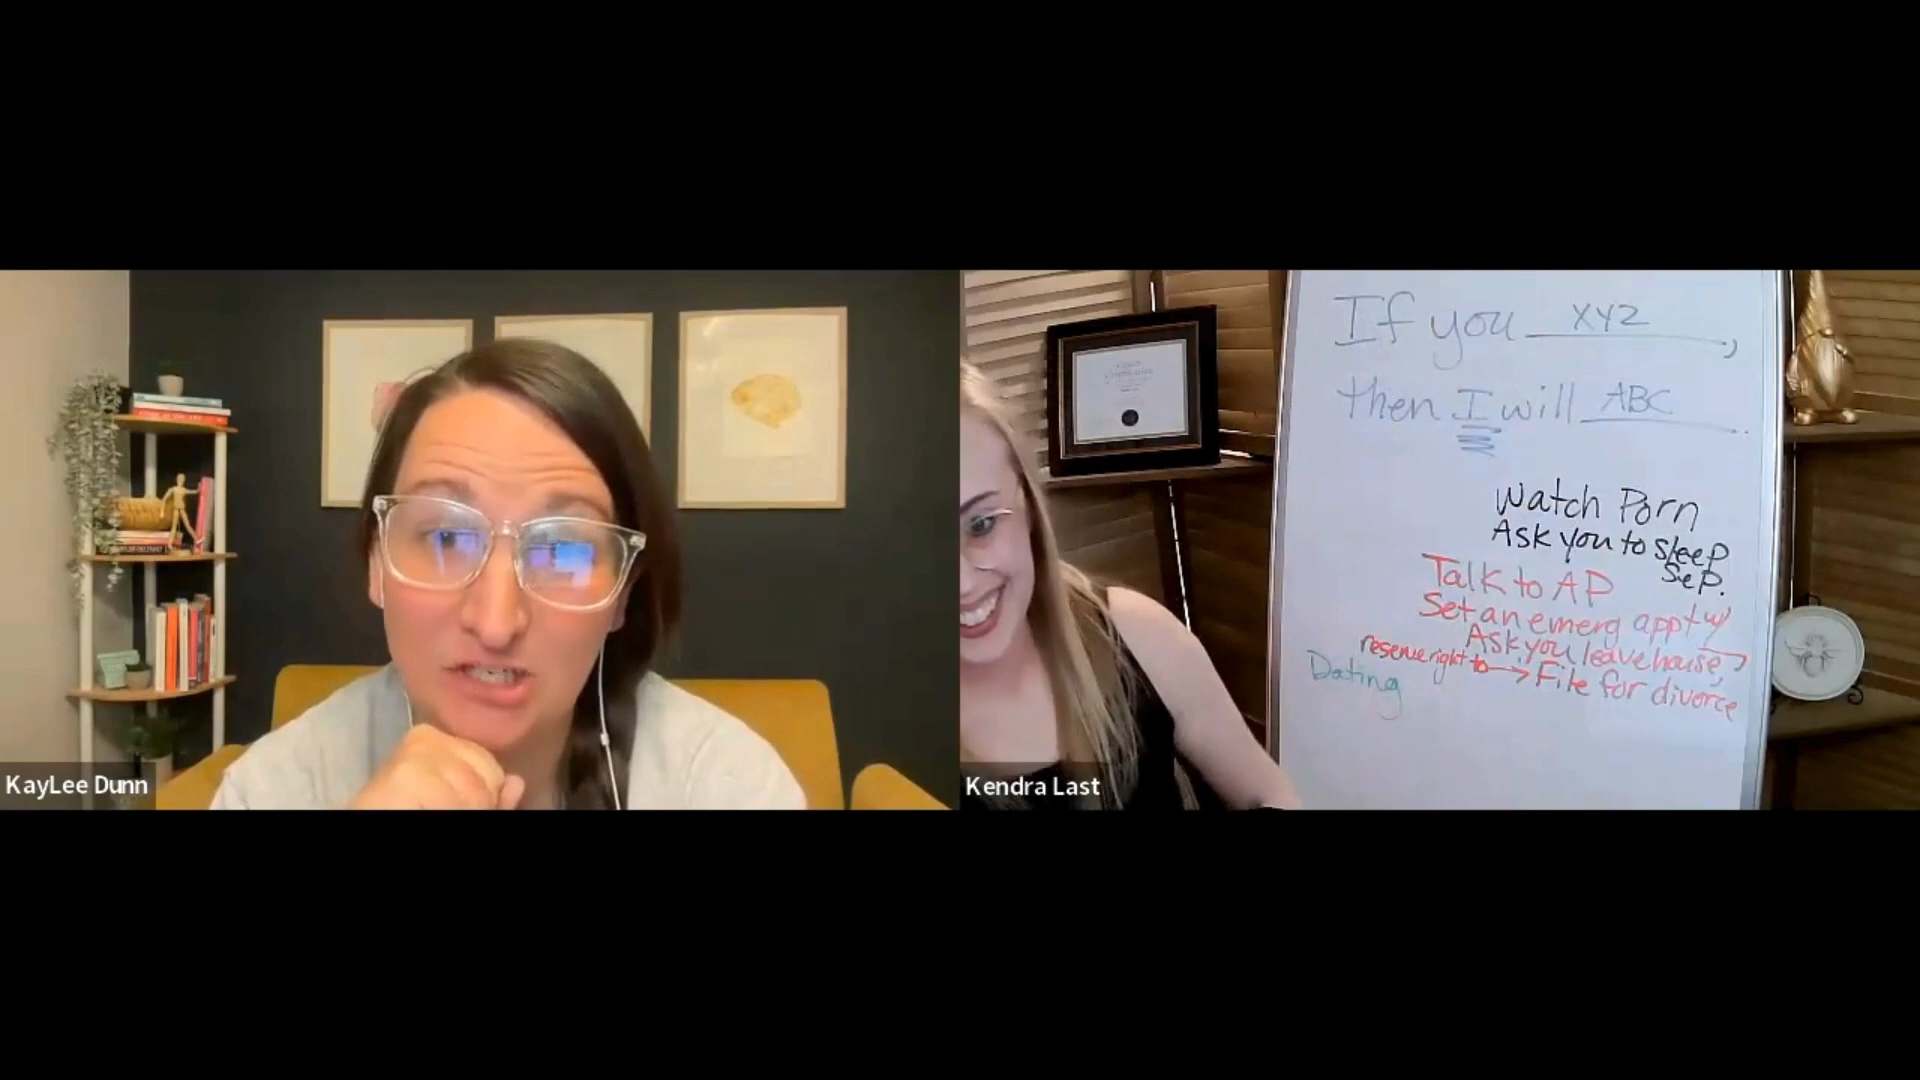 If you XYZ,
then I will ABC.
Watch Porn
Ask you to sleep
Sep.
Talk to AP
Set an emerg appt w/
Ask you leave house,
reserve right to → File for divorce
Dating
KayLee Dunn
Kendra Last